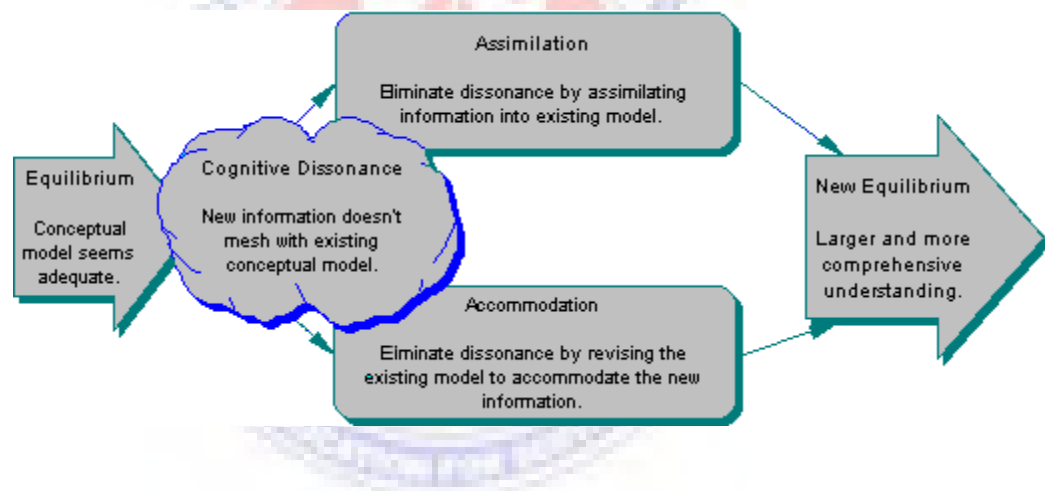 Assimilation
Eliminate dissonance by assimilating
information into existing model.
Equilibrium
Conceptual
model seems
adequate.
Cognitive Dissonance
New information doesn't
mesh with existing
conceptual model.
New Equilibrium
Larger and more
comprehensive
understanding.
Accommodation
Elminate dissonance by revising the
existing model to accommodate the new
information.